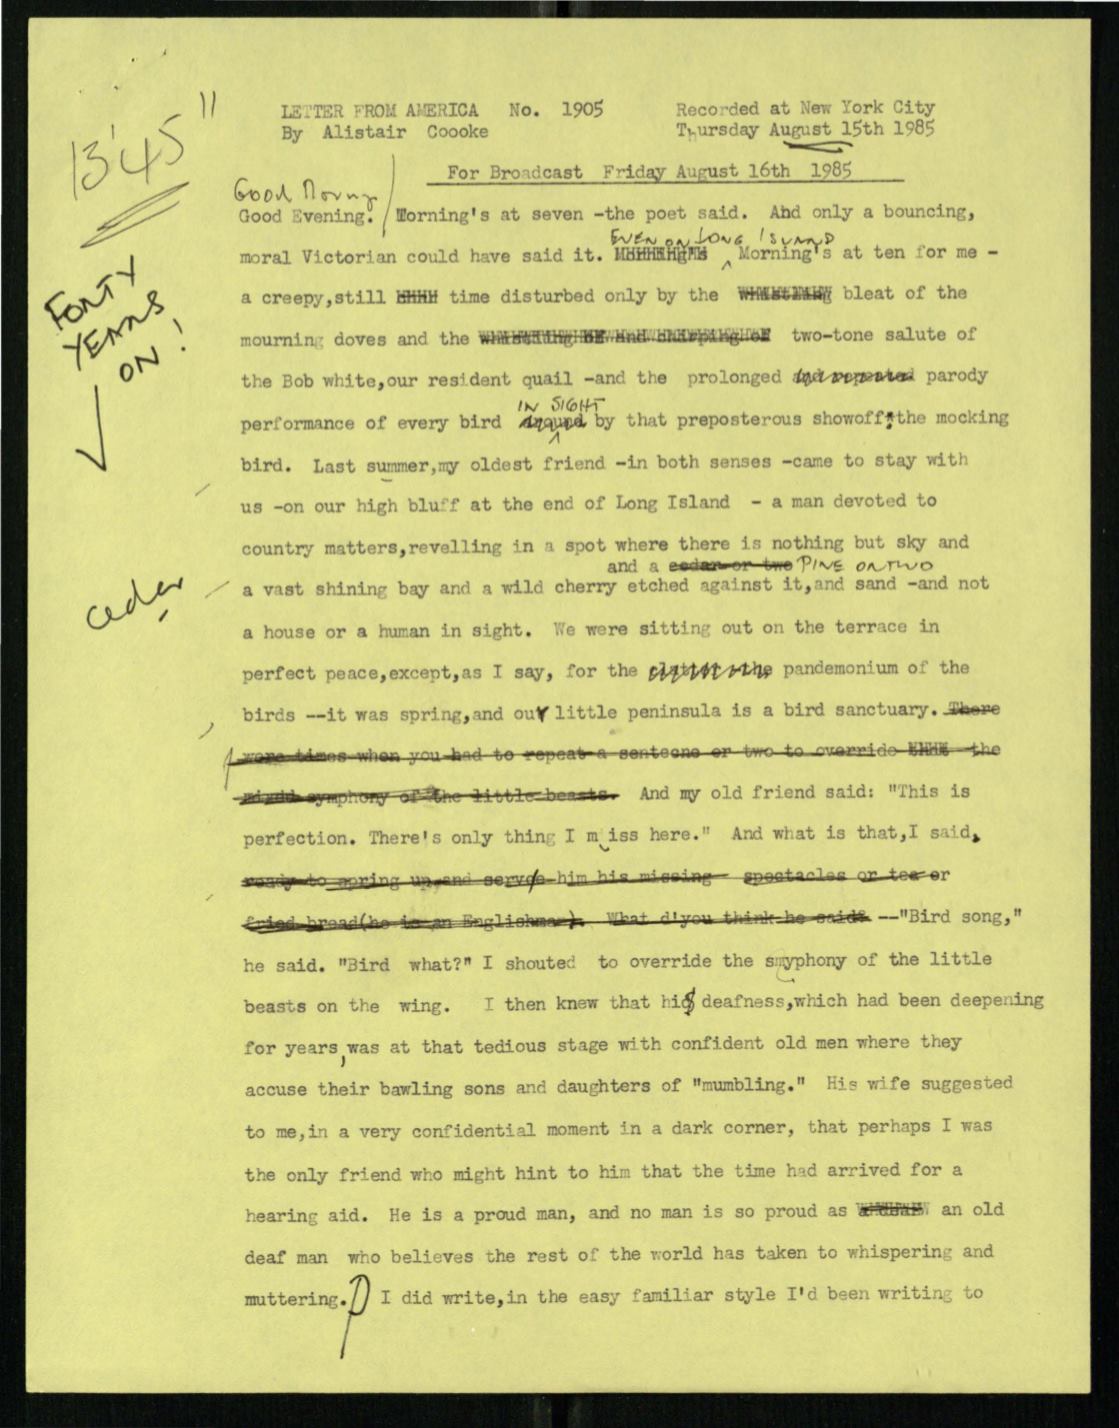 13'45"
LETTER FROM AMERICA No. 1905 Recorded at New York City
By Alistair Coooke Thursday August 15th 1985
For Broadcast Friday August 16th 1985
Good Morning
Good Evening. Morning's at seven -the poet said. And only a bouncing,
EVEN ON LONG ISLAND
moral Victorian could have said it. Morning's at ten for me -
FORTY
YEARS
ON!
a creepy,still time disturbed only by the bleat of the
mourning doves and the two-tone salute of
the Bob white,our resident quail -and the prolonged and repeated parody
IN SIGHT
performance of every bird around by that preposterous showoff:the mocking
bird. Last summer,my oldest friend -in both senses -came to stay with
us -on our high bluff at the end of Long Island - a man devoted to
country matters,revelling in a spot where there is nothing but sky and
and a cedar or two PINE OR TWO
cedar
a vast shining bay and a wild cherry etched against it,and sand -and not
a house or a human in sight. We were sitting out on the terrace in
perfect peace,except,as I say, for the pandemonium of the
birds --it was spring,and our little peninsula is a bird sanctuary. There
were times when you had to repeat a sentecne or two to override the
mixdd symphony of the little beasts. And my old friend said: "This is
perfection. There's only thing I m iss here." And what is that,I said,
ready to spring up,and serve him his missing spectacles or tea or
fried bread(he is an Englishman). What d'you think he said? --"Bird song,"
he said. "Bird what?" I shouted to override the smyphony of the little
beasts on the wing. I then knew that his deafness,which had been deepening
for years,was at that tedious stage with confident old men where they
accuse their bawling sons and daughters of "mumbling." His wife suggested
to me,in a very confidential moment in a dark corner, that perhaps I was
the only friend who might hint to him that the time had arrived for a
hearing aid. He is a proud man, and no man is so proud as an old
deaf man who believes the rest of the world has taken to whispering and
muttering. I did write,in the easy familiar style I'd been writing to